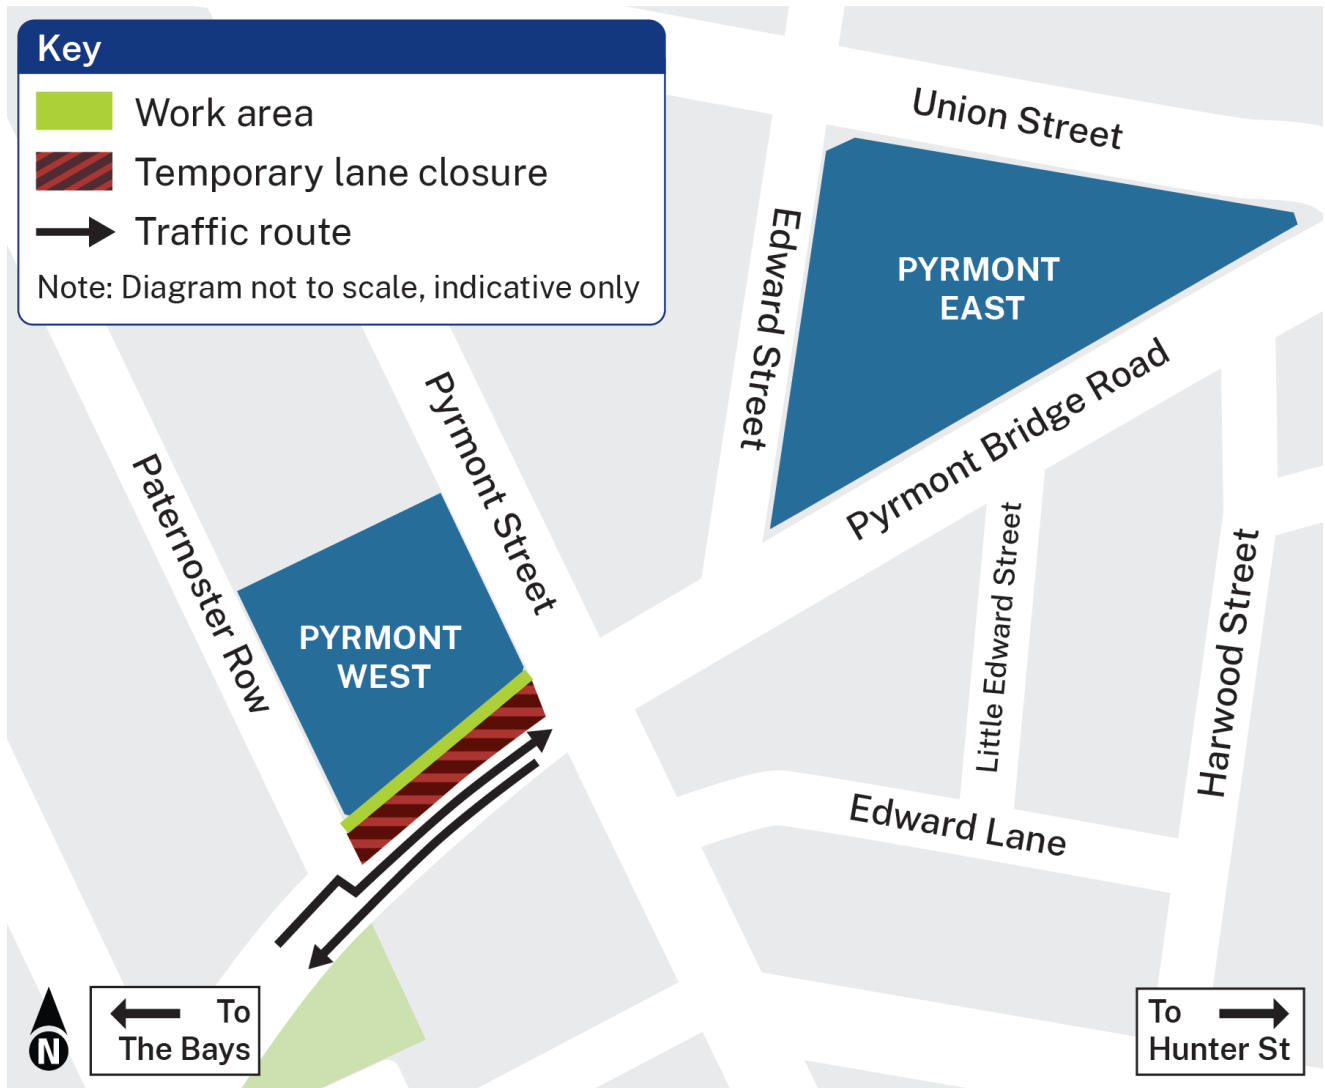 Key
Work area
Temporary lane closure
Traffic route
Note: Diagram not to scale, indicative only
Union Street
Edward Street
PYRMONT
EAST
Pyrmont Bridge Road
Pyrmont Street
Paternoster Row
PYRMONT
WEST
Little Edward Street
Harwood Street
Edward Lane
N
To
The Bays
To
Hunter St